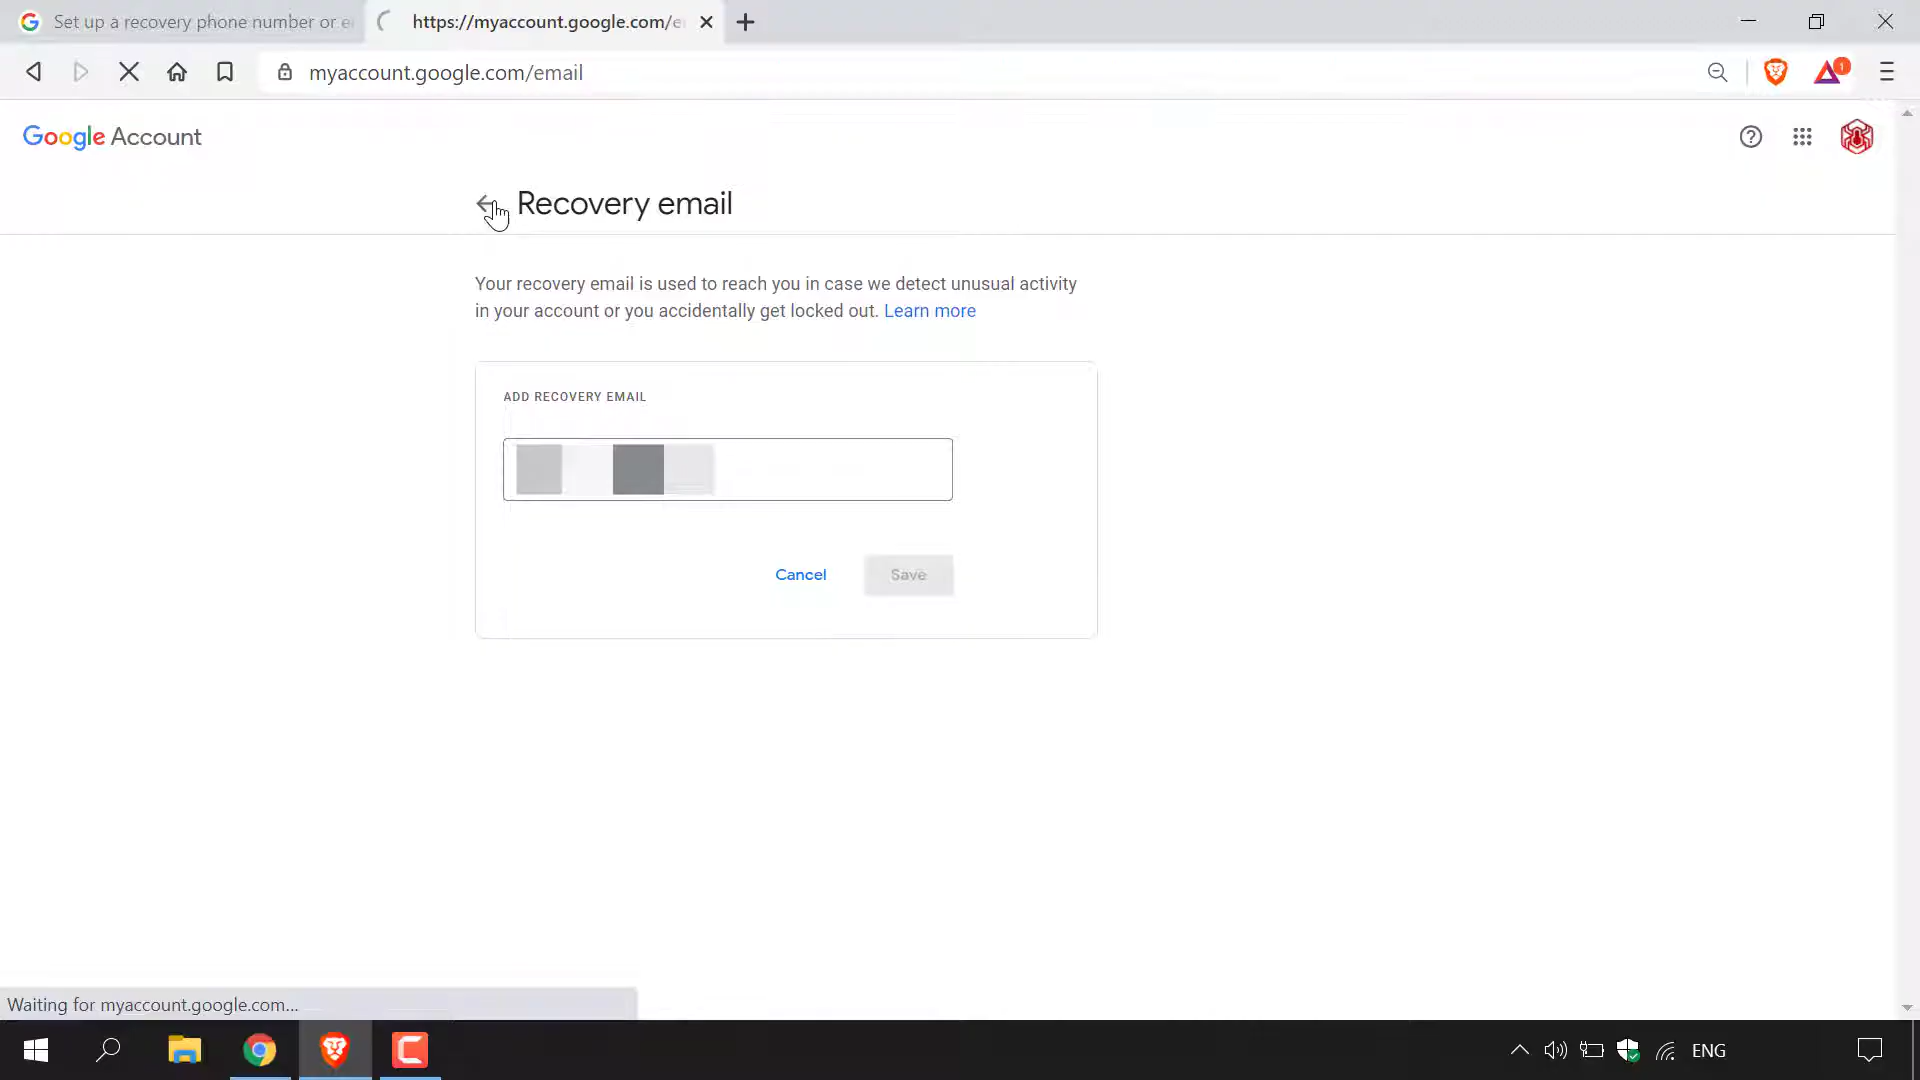 Set up a recovery phone number or e
https://myaccount.google.com/e
myaccount.google.com/email
1
Google Account
Recovery email
Your recovery email is used to reach you in case we detect unusual activity
in your account or you accidentally get locked out. Learn more
ADD RECOVERY EMAIL
Cancel
Save
Waiting for myaccount.google.com...
ENG